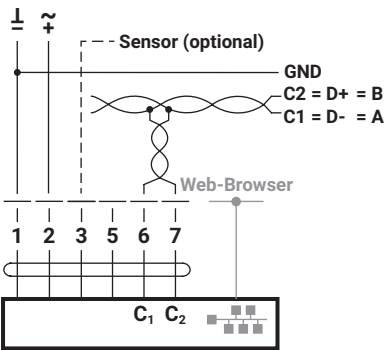 ⊥ ~
− +
Sensor (optional)
GND
C2 = D+ = B
C1 = D- = A
Web-Browser
1 2 3 5 6 7
C₁ C₂